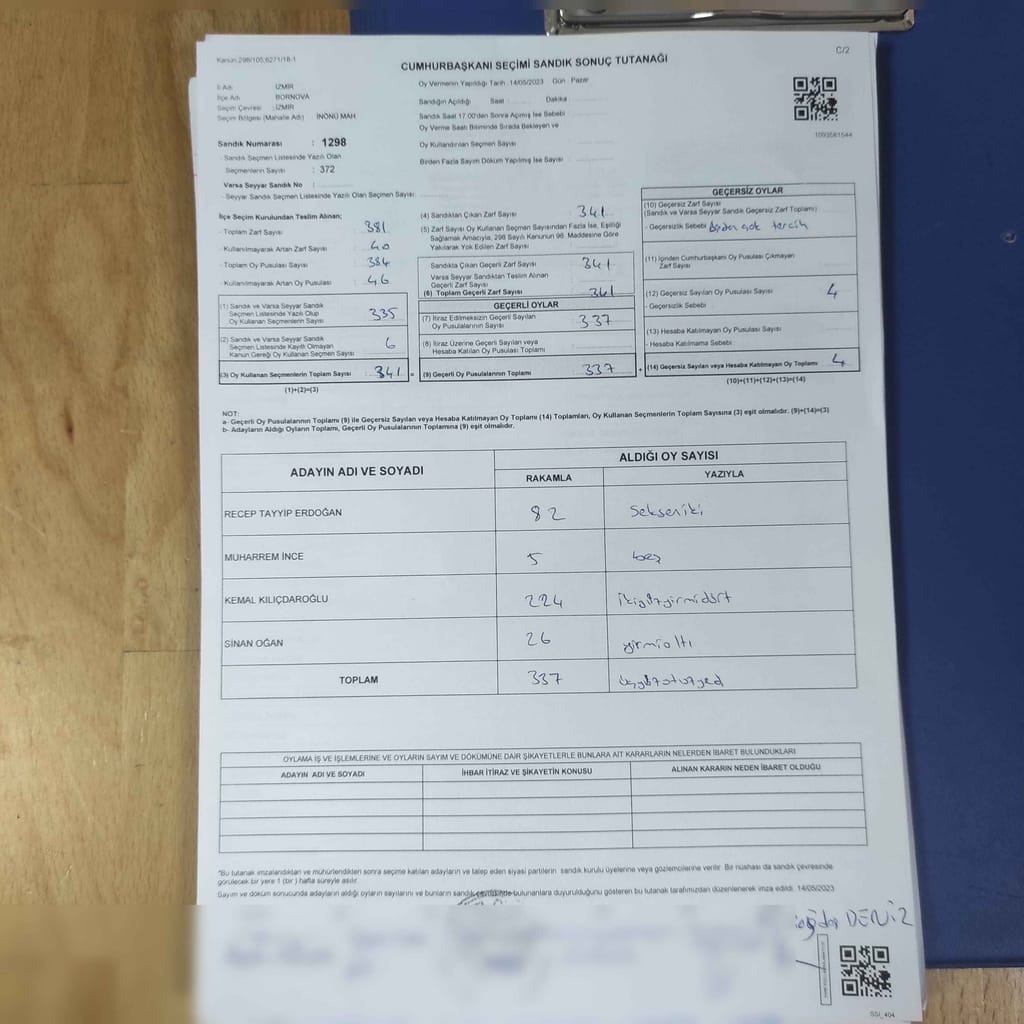 Kanun:298/105,6271/18-1
C/2
CUMHURBAŞKANI SEÇİMİ SANDIK SONUÇ TUTANAĞI
İl Adı : İZMİR
İlçe Adı : BORNOVA
Seçim Çevresi : İZMİR
Seçim Bölgesi (Mahalle Adı) İNÖNÜ MAH
Oy Vermenin Yapıldığı Tarih : 14/05/2023 Gün : Pazar
Sandığın Açıldığı Saat : Dakika
Sandık Saat 17.00'den Sonra Açımış İse Sebebi
Oy Verme Saati Bitiminde Sırada Bekleyen ve
Oy Kullandırılan Seçmen Sayısı
Birden Fazla Sayım Döküm Yapılmış İse Sayısı
1093581544
Sandık Numarası : 1298
- Sandık Seçmen Listesinde Yazılı Olan
Seçmenlerin Sayısı : 372
Varsa Seyyar Sandık No :
- Seyyar Sandık Seçmen Listesinde Yazılı Olan Seçmen Sayısı:
İlçe Seçim Kurulundan Teslim Alınan;
- Toplam Zarf Sayısı 381
- Kullanılmayarak Artan Zarf Sayısı 40
- Toplam Oy Pusulası Sayısı 384
- Kullanılmayarak Artan Oy Pusulası 46
(1) Sandık ve Varsa Seyyar Sandık
Seçmen Listesinde Yazılı Olup
Oy Kullanan Seçmenlerin Sayısı 335
(2) Sandık ve Varsa Seyyar Sandık
Seçmen Listesinde Kayıtlı Olmayan
Kanun Gereği Oy Kullanan Seçmen Sayısı 6
(3) Oy Kullanan Seçmenlerin Toplam Sayısı : 341 =
(1)+(2)=(3)
(4) Sandıktan Çıkan Zarf Sayısı 341
(5) Zarf Sayısı Oy Kullanan Seçmen Sayısından Fazla İse, Eşitliği
Sağlamak Amacıyla, 298 Sayılı Kanunun 98. Maddesine Göre
Yakılarak Yok Edilen Zarf Sayısı
Sandıkta Çıkan Geçerli Zarf Sayısı : 341
Varsa Seyyar Sandıktan Teslim Alınan
Geçerli Zarf Sayısı
(6) Toplam Geçerli Zarf Sayısı : 341
GEÇERLİ OYLAR
(7) İtiraz Edilmeksizin Geçerli Sayılan
Oy Pusulalarının Sayısı : 337
(8) İtiraz Üzerine Geçerli Sayılan veya
Hesaba Katılan Oy Pusulası Toplamı
(9) Geçerli Oy Pusulalarının Toplamı : 337 +
GEÇERSİZ OYLAR
(10) Geçersiz Zarf Sayısı
(Sandık ve Varsa Seyyar Sandık Geçersiz Zarf Toplamı)
- Geçersizlik Sebebi Birden çok tercih
(11) İçinden Cumhurbaşkanı Oy Pusulası Çıkmayan
Zarf Sayısı
(12) Geçersiz Sayılan Oy Pusulası Sayısı : 4
- Geçersizlik Sebebi
(13) Hesaba Katılmayan Oy Pusulası Sayısı
- Hesaba Katılmama Sebebi
(14) Geçersiz Sayılan veya Hesaba Katılmayan Oy Toplamı : 4
(10)+(11)+(12)+(13)=(14)
NOT:
a- Geçerli Oy Pusulalarının Toplamı (9) ile Geçersiz Sayılan veya Hesaba Katılmayan Oy Toplamı (14) Toplamları, Oy Kullanan Seçmenlerin Toplam Sayısına (3) eşit olmalıdır. (9)+(14)=(3)
b- Adayların Aldığı Oyların Toplamı, Geçerli Oy Pusulalarının Toplamına (9) eşit olmalıdır.
ADAYIN ADI VE SOYADI
ALDIĞI OY SAYISI
RAKAMLA YAZIYLA
RECEP TAYYİP ERDOĞAN 82 Sekseniki
MUHARREM İNCE 5 beş
KEMAL KILIÇDAROĞLU 224 ikiyüzyirmidört
SİNAN OĞAN 26 yirmialtı
TOPLAM 337 üçyüzotuzyedi
OYLAMA İŞ VE İŞLEMLERİNE VE OYLARIN SAYIM VE DÖKÜMÜNE DAİR ŞİKAYETLERLE BUNLARA AİT KARARLARIN NELERDEN İBARET BULUNDUKLARI
ADAYIN ADI VE SOYADI İHBAR İTİRAZ VE ŞİKAYETİN KONUSU ALINAN KARARIN NEDEN İBARET OLDUĞU
"Bu tutanak imzalandıktan ve mühürlendikten sonra seçime katılan adayların ve talep eden siyasi partilerin sandık kurulu üyelerine veya gözlemcilerine verilir. Bir nüshası da sandık çevresinde
görülecek bir yere 1 (bir) hafta süreyle asılır.
Sayım ve döküm sonucunda adayların aldığı oyların sayılarını ve bunların sandık çevresinde bulunanlara duyurulduğunu gösteren bu tutanak tarafımızdan düzenlenerek imza edildi. 14/05/2023
DENİZ
SSI_404